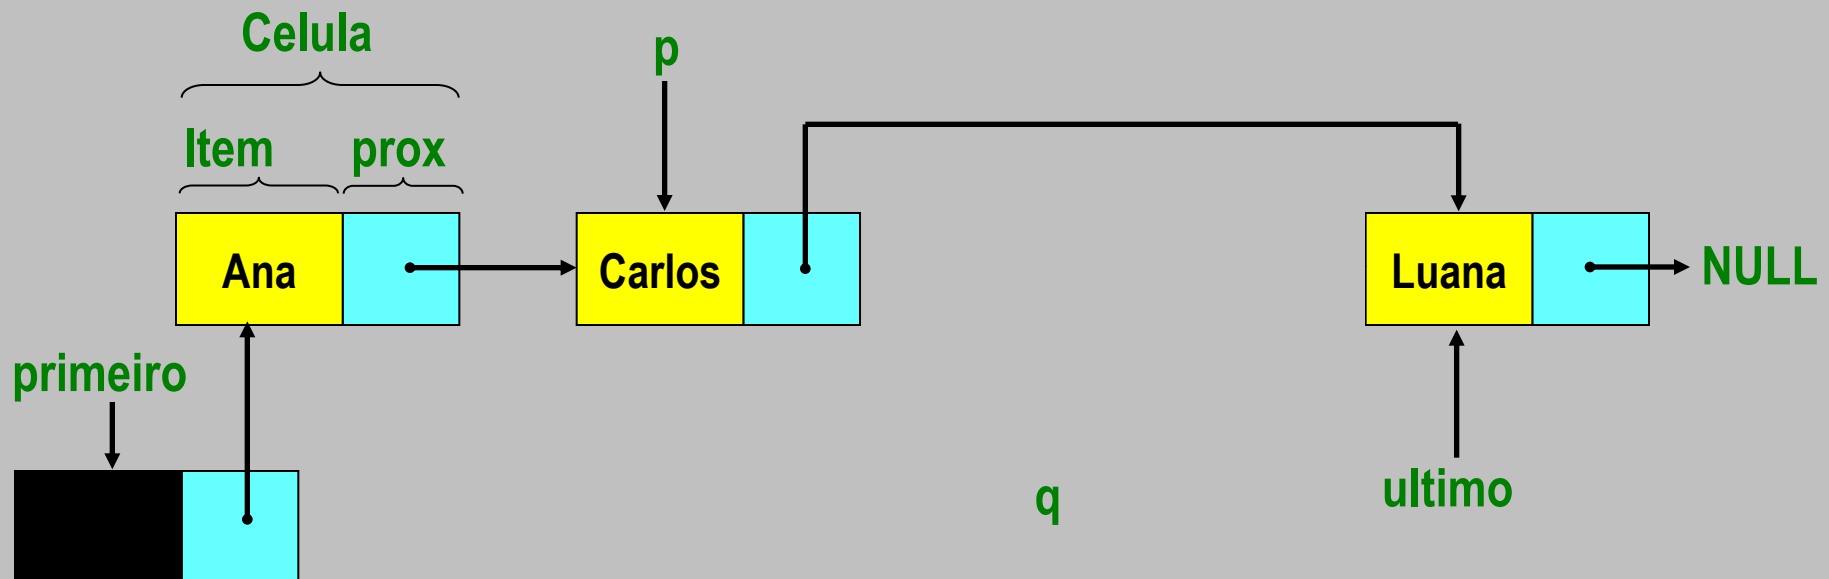 Celula
p
Item prox
Ana
Carlos
Luana
NULL
primeiro
q
ultimo